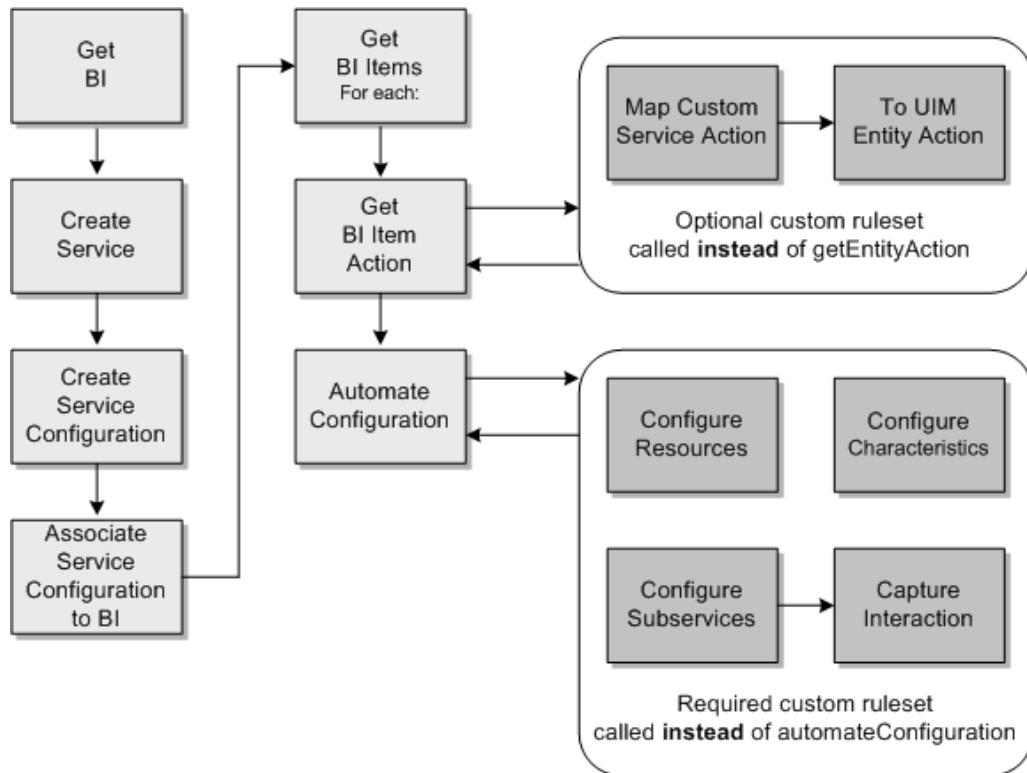 Get
BI
Create
Service
Create
Service
Configuration
Associate
Service
Configuration
to BI
Get
BI Items
For each:
Get
BI Item
Action
Automate
Configuration
Map Custom
Service Action
To UIM
Entity Action
Optional custom ruleset
called instead of getEntityAction
Configure
Resources
Configure
Characteristics
Configure
Subservices
Capture
Interaction
Required custom ruleset
called instead of automateConfiguration